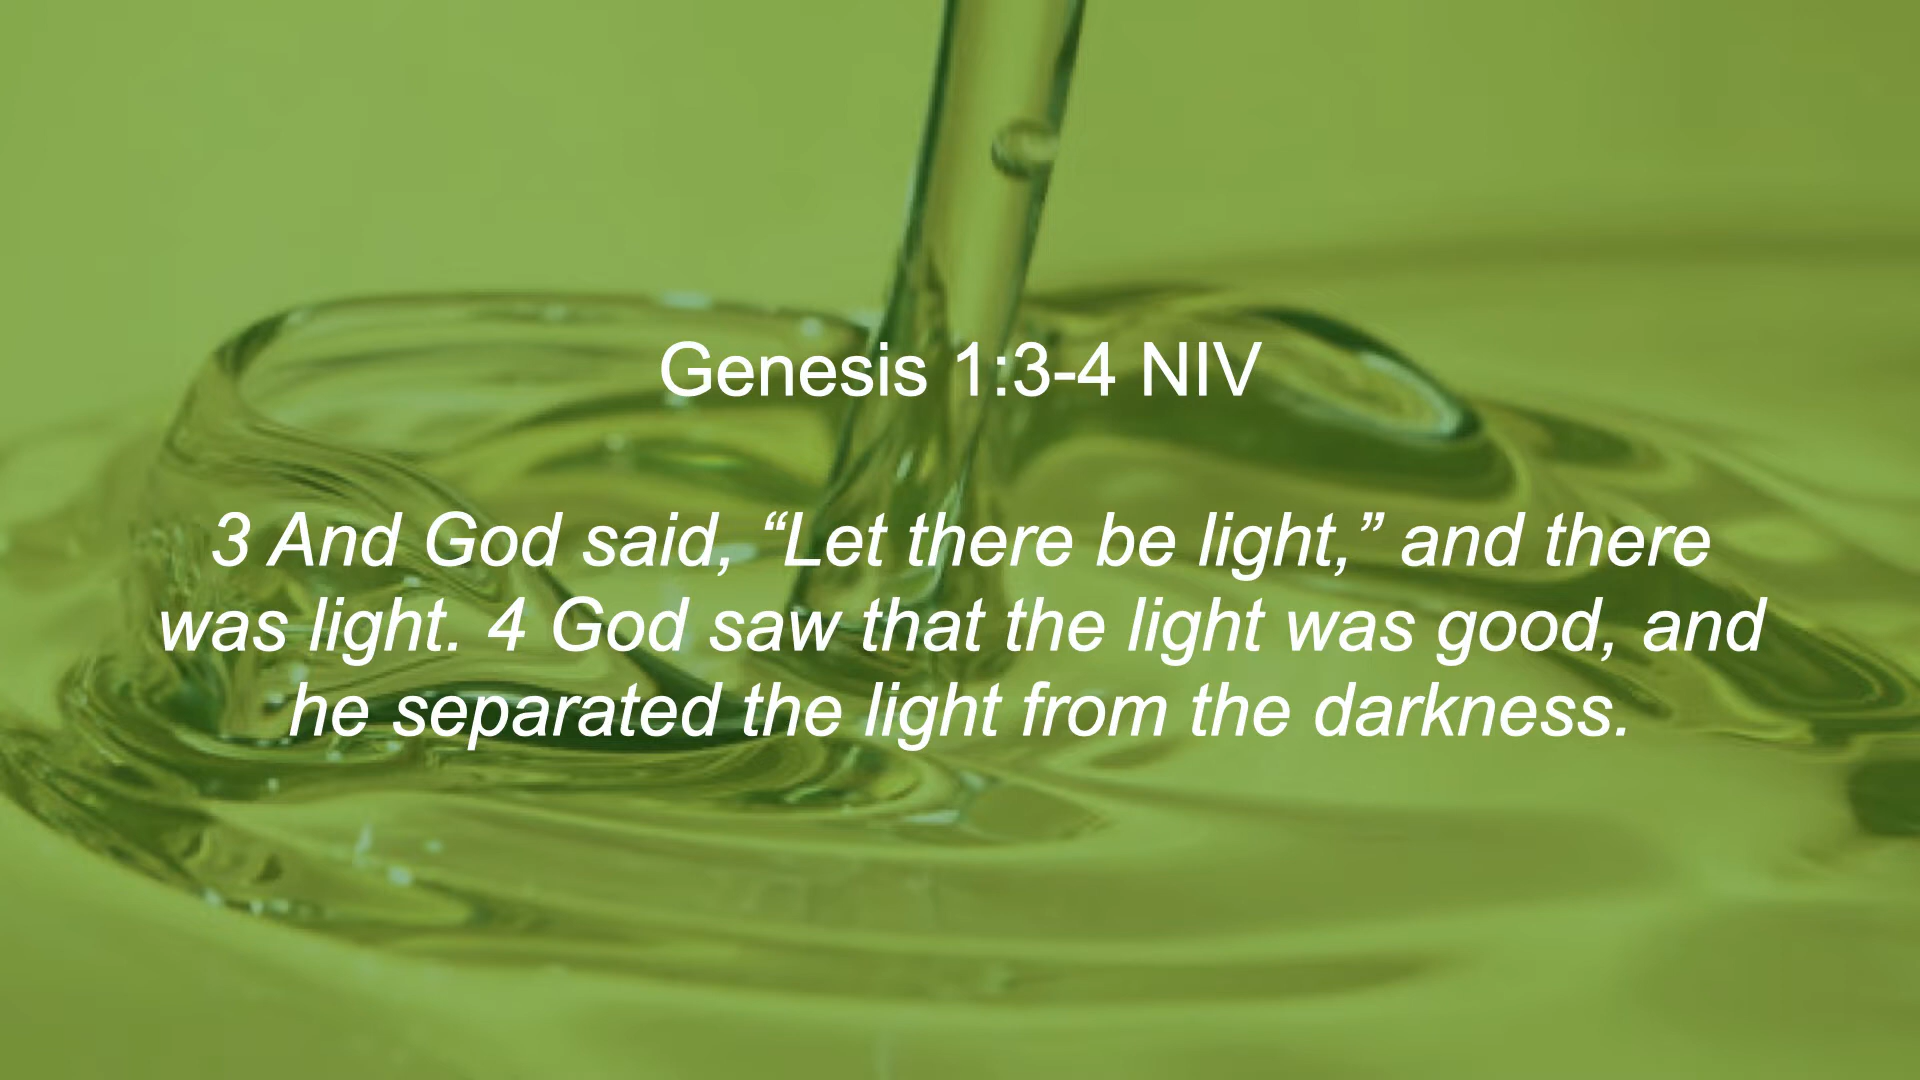 Genesis 1:3-4 NIV
3 And God said, “Let there be light,” and there
was light. 4 God saw that the light was good, and
he separated the light from the darkness.